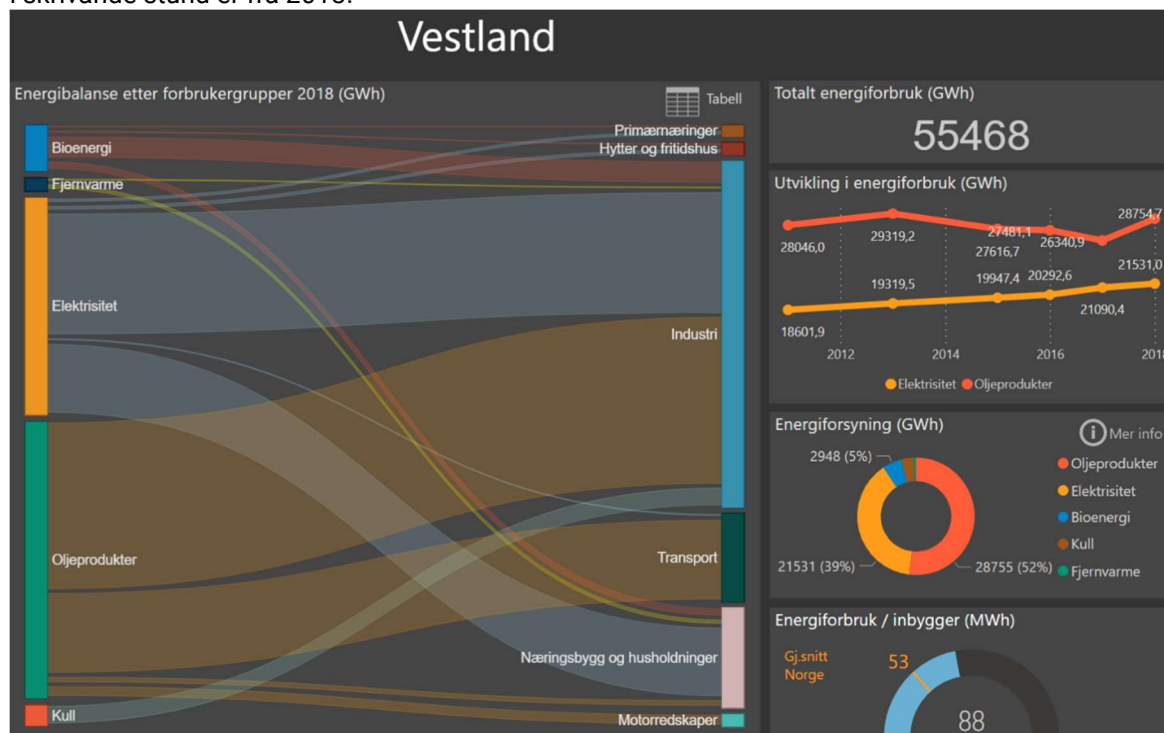 Vestland
Energibalanse etter forbrukergrupper 2018 (GWh)
Tabell
Bioenergi
Fjernvarme
Elektrisitet
Oljeprodukter
Kull
Primærnæringer
Hytter og fritidshus
Industri
Transport
Næringsbygg og husholdninger
Motorredskaper
Totalt energiforbruk (GWh)
55468
Utvikling i energiforbruk (GWh)
28046,0
29319,2
27481,1
27616,7
26340,9
28754,7
18601,9
19319,5
19947,4
20292,6
21090,4
21531,0
2012 2014 2016 2018
Elektrisitet Oljeprodukter
Energiforsyning (GWh)
Mer info
2948 (5%)
21531 (39%)
28755 (52%)
Oljeprodukter
Elektrisitet
Bioenergi
Kull
Fjernvarme
Energiforbruk / inbygger (MWh)
Gj.snitt
Norge
53
88